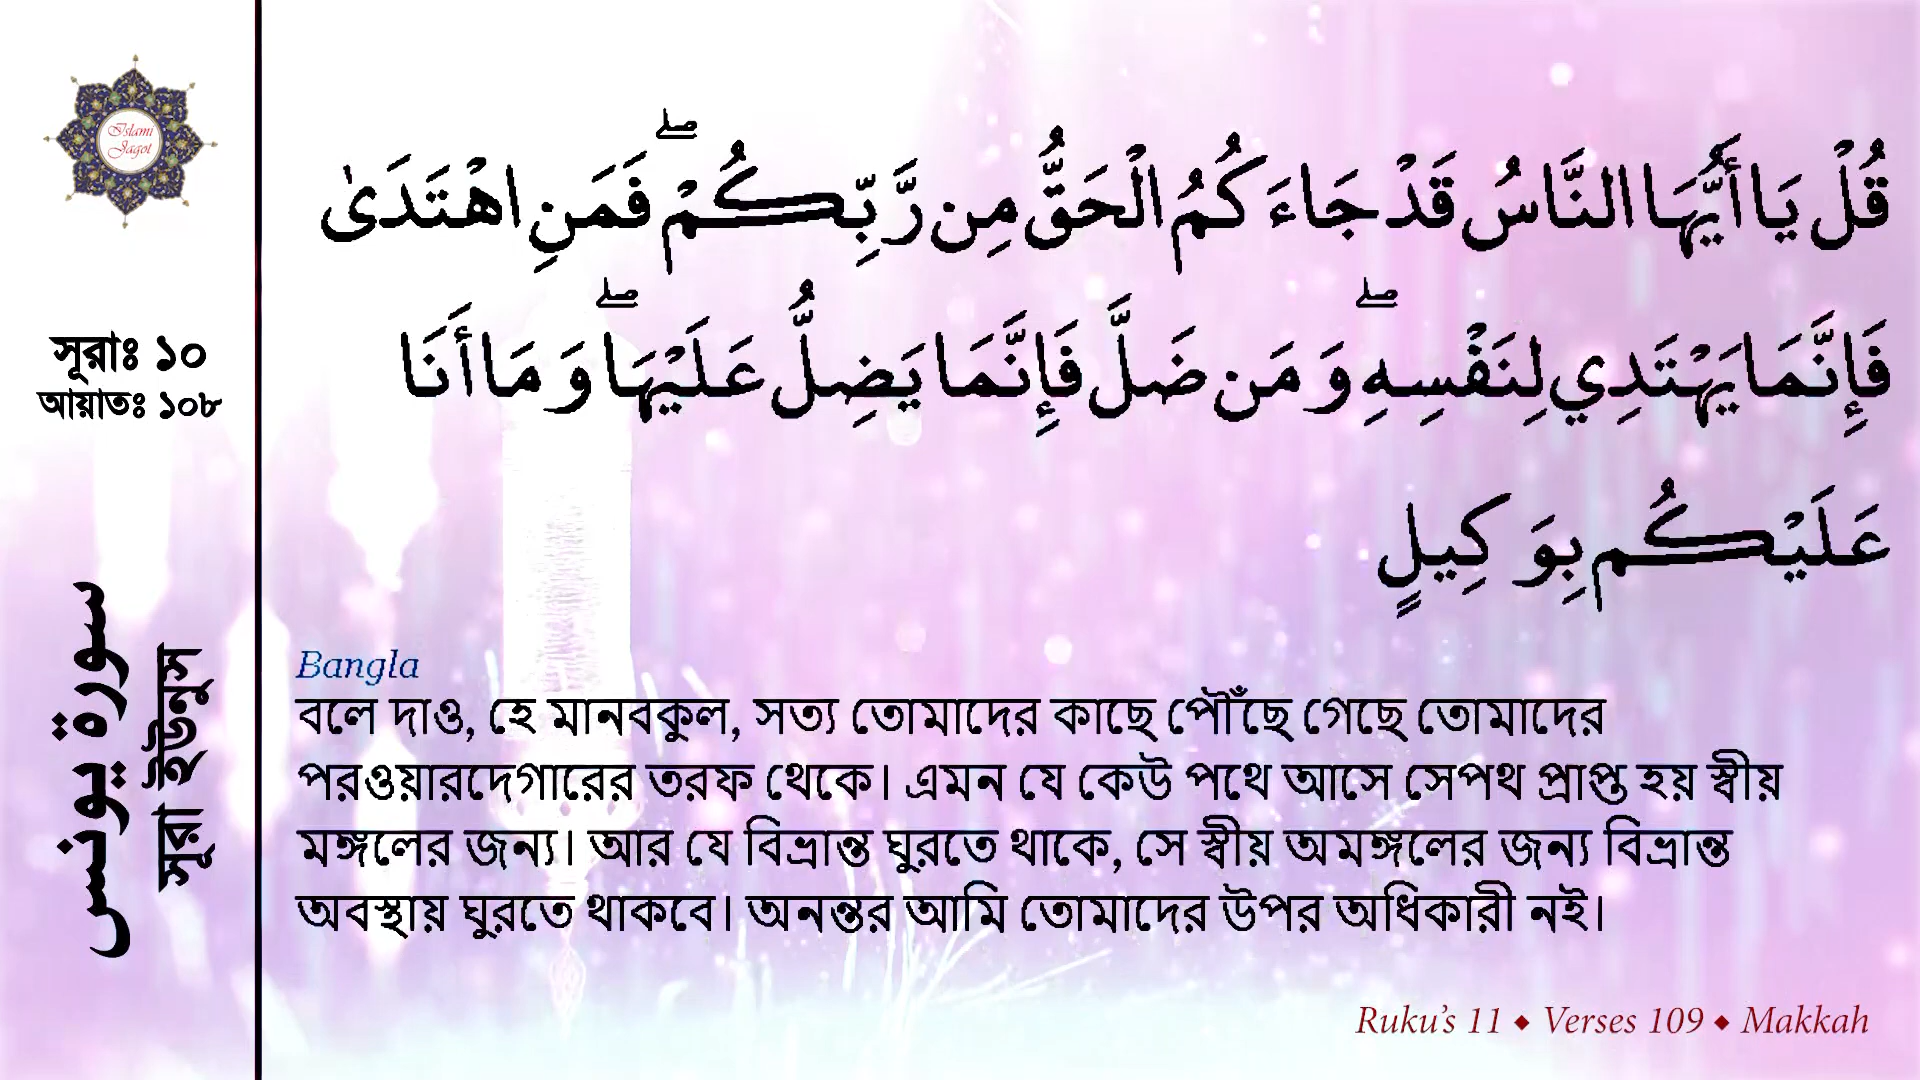 Islami
Jagot
সূরাঃ ১০
আয়াতঃ ১০৮
سورة يونس
সূরা ইউনুস
قُلْ يَا أَيُّهَا النَّاسُ قَدْ جَاءَكُمُ الْحَقُّ مِن رَّبِّكُمْ ۖ فَمَنِ اهْتَدَىٰ
فَإِنَّمَا يَهْتَدِي لِنَفْسِهِ ۖ وَمَن ضَلَّ فَإِنَّمَا يَضِلُّ عَلَيْهَا ۖ وَمَا أَنَا
عَلَيْكُم بِوَكِيلٍ
Bangla
বলে দাও, হে মানবকুল, সত্য তোমাদের কাছে পৌঁছে গেছে তোমাদের
পরওয়ারদেগারের তরফ থেকে। এমন যে কেউ পথে আসে সেপথ প্রাপ্ত হয় স্বীয়
মঙ্গলের জন্য। আর যে বিভ্রান্ত ঘুরতে থাকে, সে স্বীয় অমঙ্গলের জন্য বিভ্রান্ত
অবস্থায় ঘুরতে থাকবে। অনন্তর আমি তোমাদের উপর অধিকারী নই।
Ruku's 11 ◆ Verses 109 ◆ Makkah